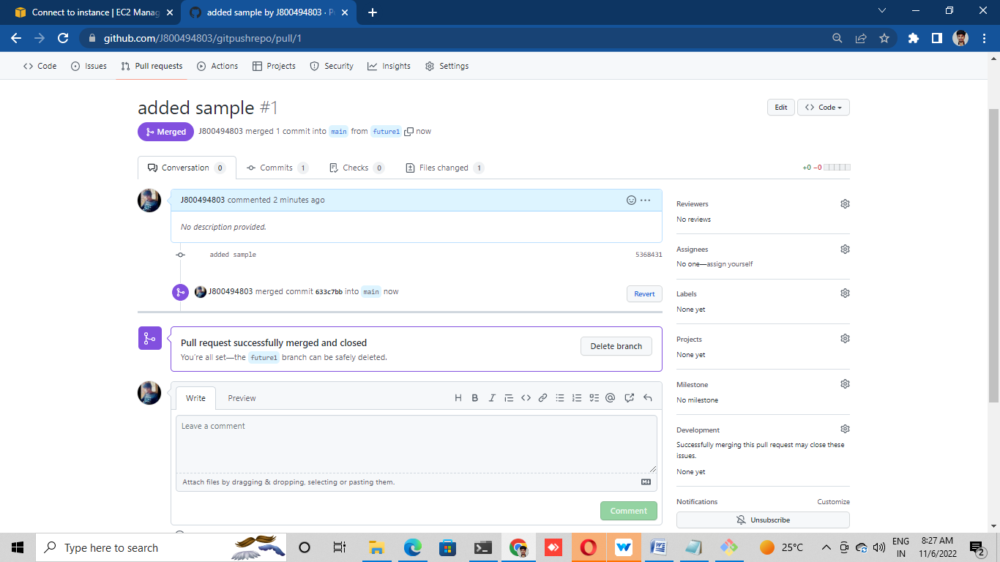 Connect to instance | EC2 Manag
added sample by J800494803 · P
github.com/J800494803/gitpushrepo/pull/1
Code Issues Pull requests Actions Projects Security Insights Settings
added sample #1
Edit
Code
Merged
J800494803 merged 1 commit into main from future1 now
Conversation 0
Commits 1
Checks 0
Files changed 1
+0 −0
J800494803 commented 2 minutes ago
No description provided.
added sample 5368431
J800494803 merged commit 633c7bb into main now
Revert
Pull request successfully merged and closed
You're all set—the future1 branch can be safely deleted.
Delete branch
Write Preview
H B I
Leave a comment
Attach files by dragging & dropping, selecting or pasting them.
Comment
Reviewers
No reviews
Assignees
No one—assign yourself
Labels
None yet
Projects
None yet
Milestone
No milestone
Development
Successfully merging this pull request may close these
issues.
None yet
Notifications Customize
Unsubscribe
Type here to search
25°C
ENG
IN
8:27 AM
11/6/2022
2